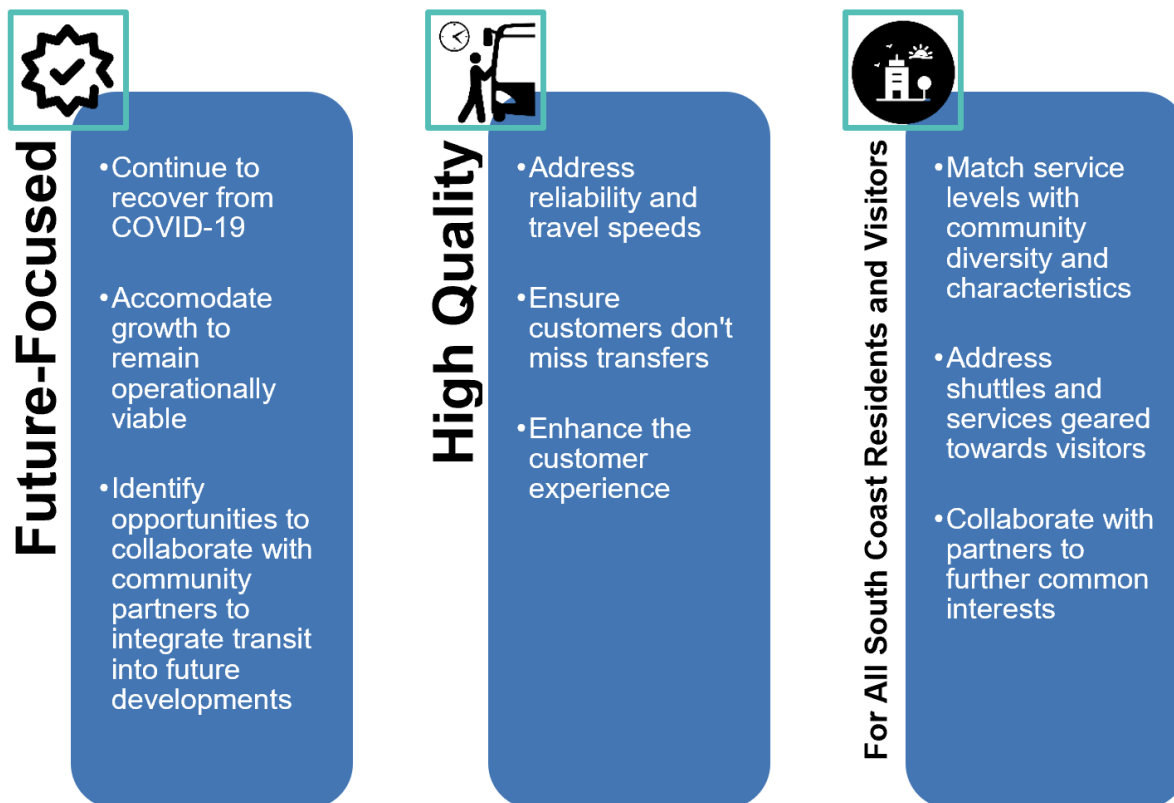 Future-Focused
•Continue to
recover from
COVID-19
•Accomodate
growth to
remain
operationally
viable
•Identify
opportunities to
collaborate with
community
partners to
integrate transit
into future
developments
High Quality
•Address
reliability and
travel speeds
•Ensure
customers don't
miss transfers
•Enhance the
customer
experience
For All South Coast Residents and Visitors
•Match service
levels with
community
diversity and
characteristics
•Address
shuttles and
services geared
towards visitors
•Collaborate with
partners to
further common
interests